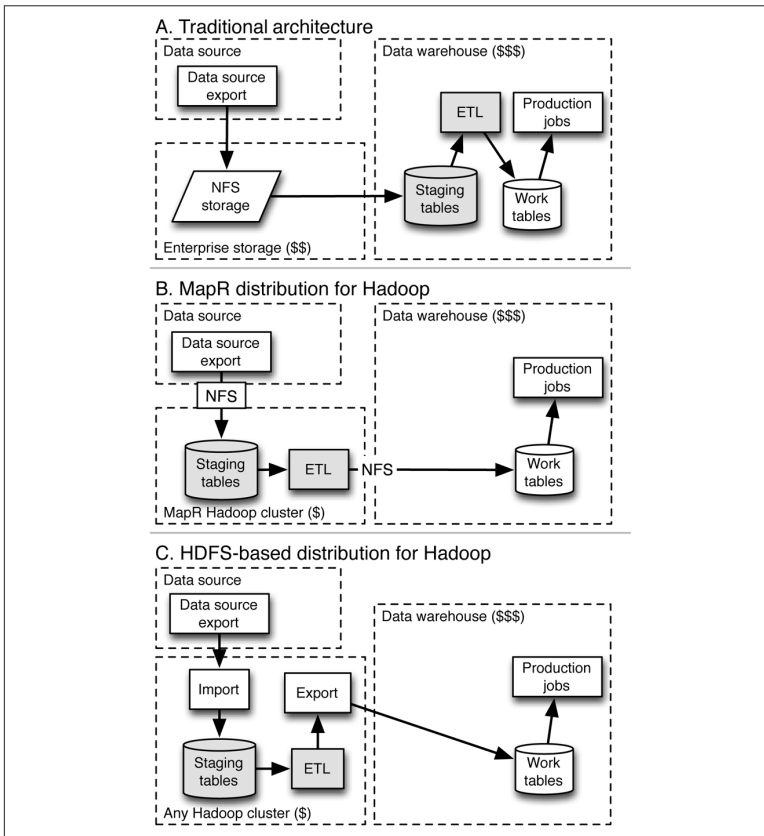 A. Traditional architecture
Data source
Data source
export
NFS
storage
Enterprise storage ($$)
Data warehouse ($$$)
ETL
Production
jobs
Staging
tables
Work
tables
B. MapR distribution for Hadoop
Data source
Data source
export
NFS
Staging
tables
ETL
MapR Hadoop cluster ($)
NFS
Data warehouse ($$$)
Production
jobs
Work
tables
C. HDFS-based distribution for Hadoop
Data source
Data source
export
Import
Export
Staging
tables
ETL
Any Hadoop cluster ($)
Data warehouse ($$$)
Production
jobs
Work
tables